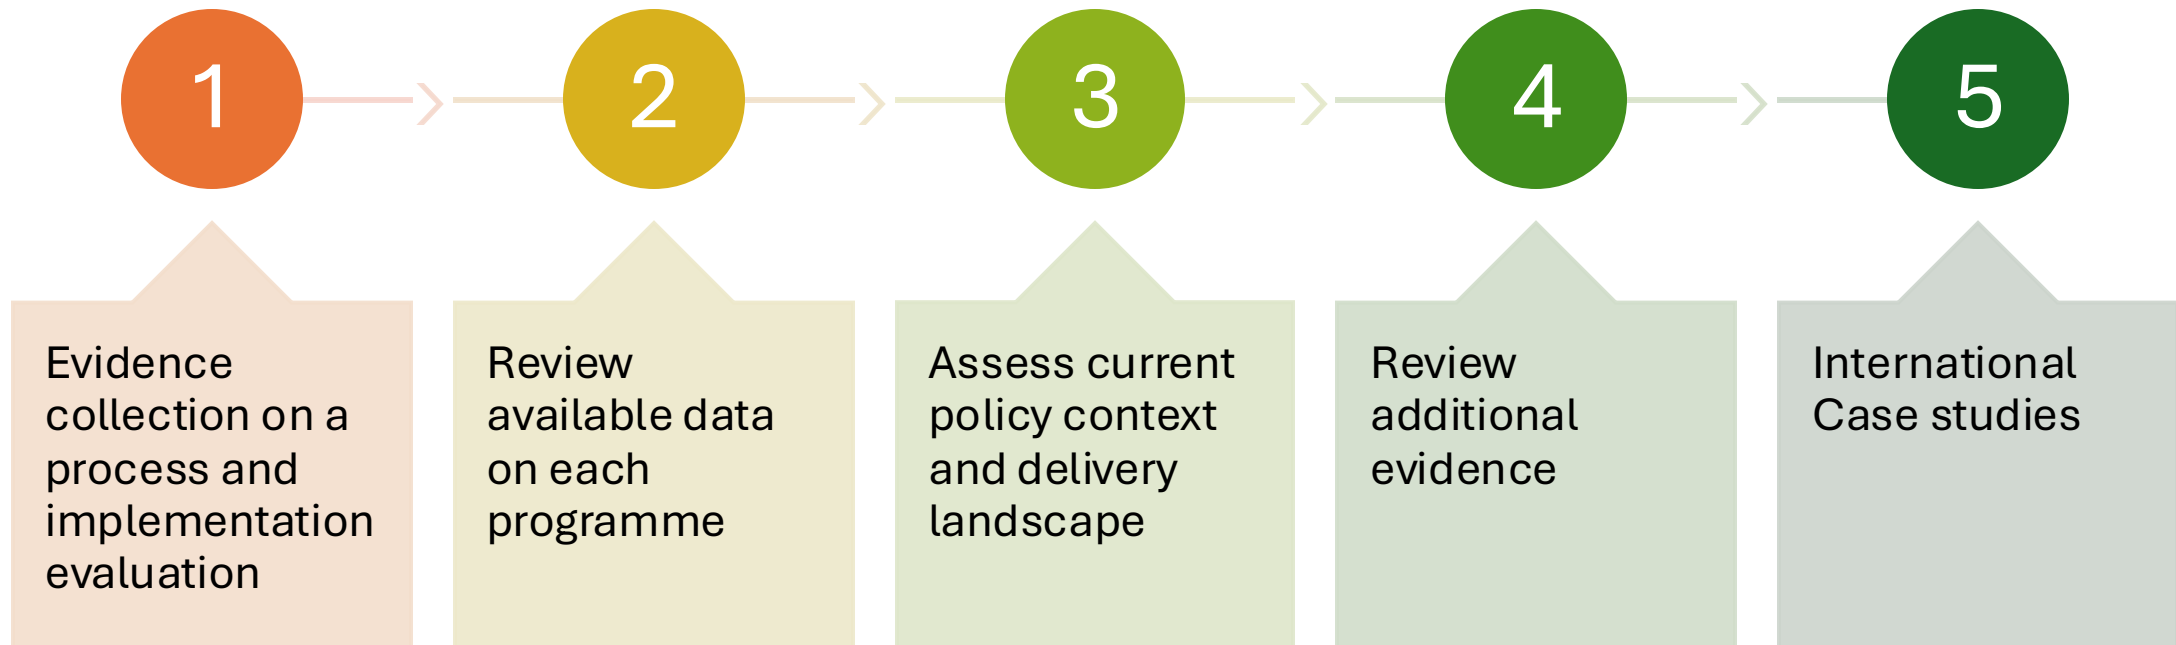 1
2
3
4
5
Evidence
collection on a
process and
implementation
evaluation
Review
available data
on each
programme
Assess current
policy context
and delivery
landscape
Review
additional
evidence
International
Case studies